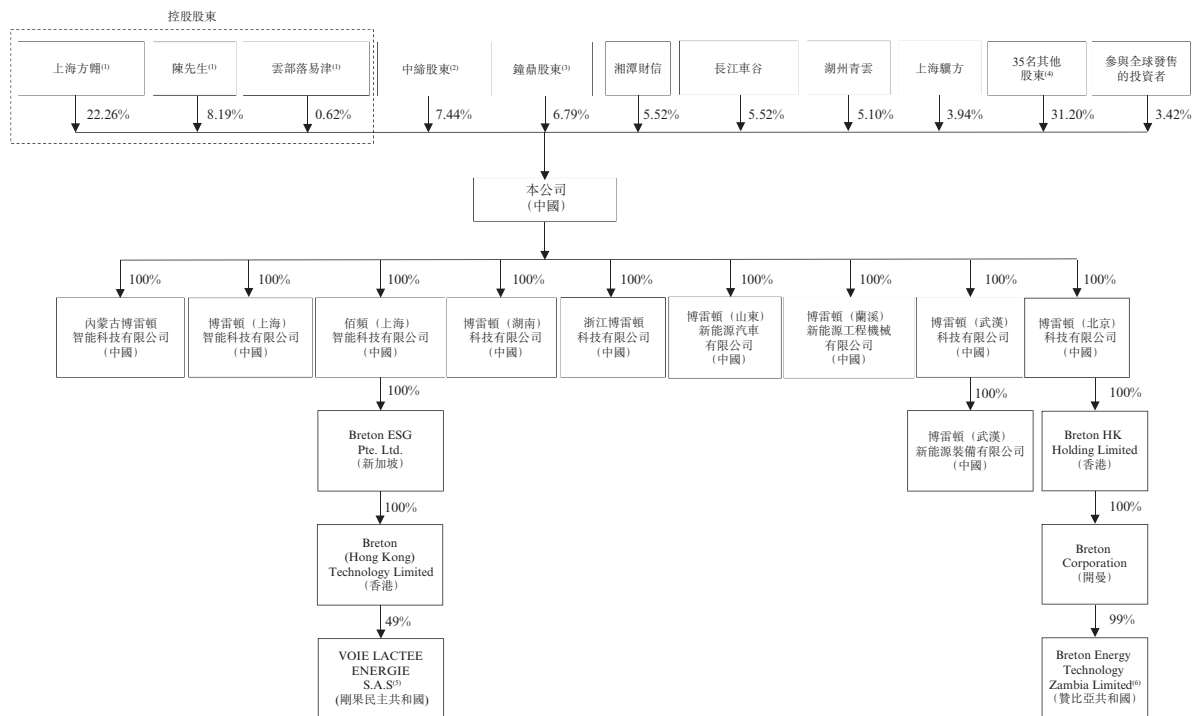 控股股東
上海方翺(1)
陳先生(1)
雲部落易津(1)
中締股東(2)
鐘鼎股東(3)
湘潭財信
長江車谷
湖州青雲
上海驥方
35名其他
股東(4)
參與全球發售
的投資者
22.26%
8.19%
0.62%
7.44%
6.79%
5.52%
5.52%
5.10%
3.94%
31.20%
3.42%
本公司
（中國）
100%
100%
100%
100%
100%
100%
100%
100%
100%
內蒙古博雷頓
智能科技有限公司
（中國）
博雷頓（上海）
智能科技有限公司
（中國）
佰頻（上海）
智能科技有限公司
（中國）
博雷頓（湖南）
科技有限公司
（中國）
浙江博雷頓
科技有限公司
（中國）
博雷頓（山東）
新能源汽車
有限公司
（中國）
博雷頓（蘭溪）
新能源工程機械
有限公司
（中國）
博雷頓（武漢）
科技有限公司
（中國）
博雷頓（北京）
科技有限公司
（中國）
100%
100%
100%
Breton ESG
Pte. Ltd.
（新加坡）
博雷頓（武漢）
新能源裝備有限公司
（中國）
Breton HK
Holding Limited
（香港）
100%
100%
Breton
(Hong Kong)
Technology Limited
（香港）
Breton
Corporation
（開曼）
49%
99%
VOIE LACTEE
ENERGIE
S.A.S(5)
（剛果民主共和國）
Breton Energy
Technology
Zambia Limited(6)
（贊比亞共和國）